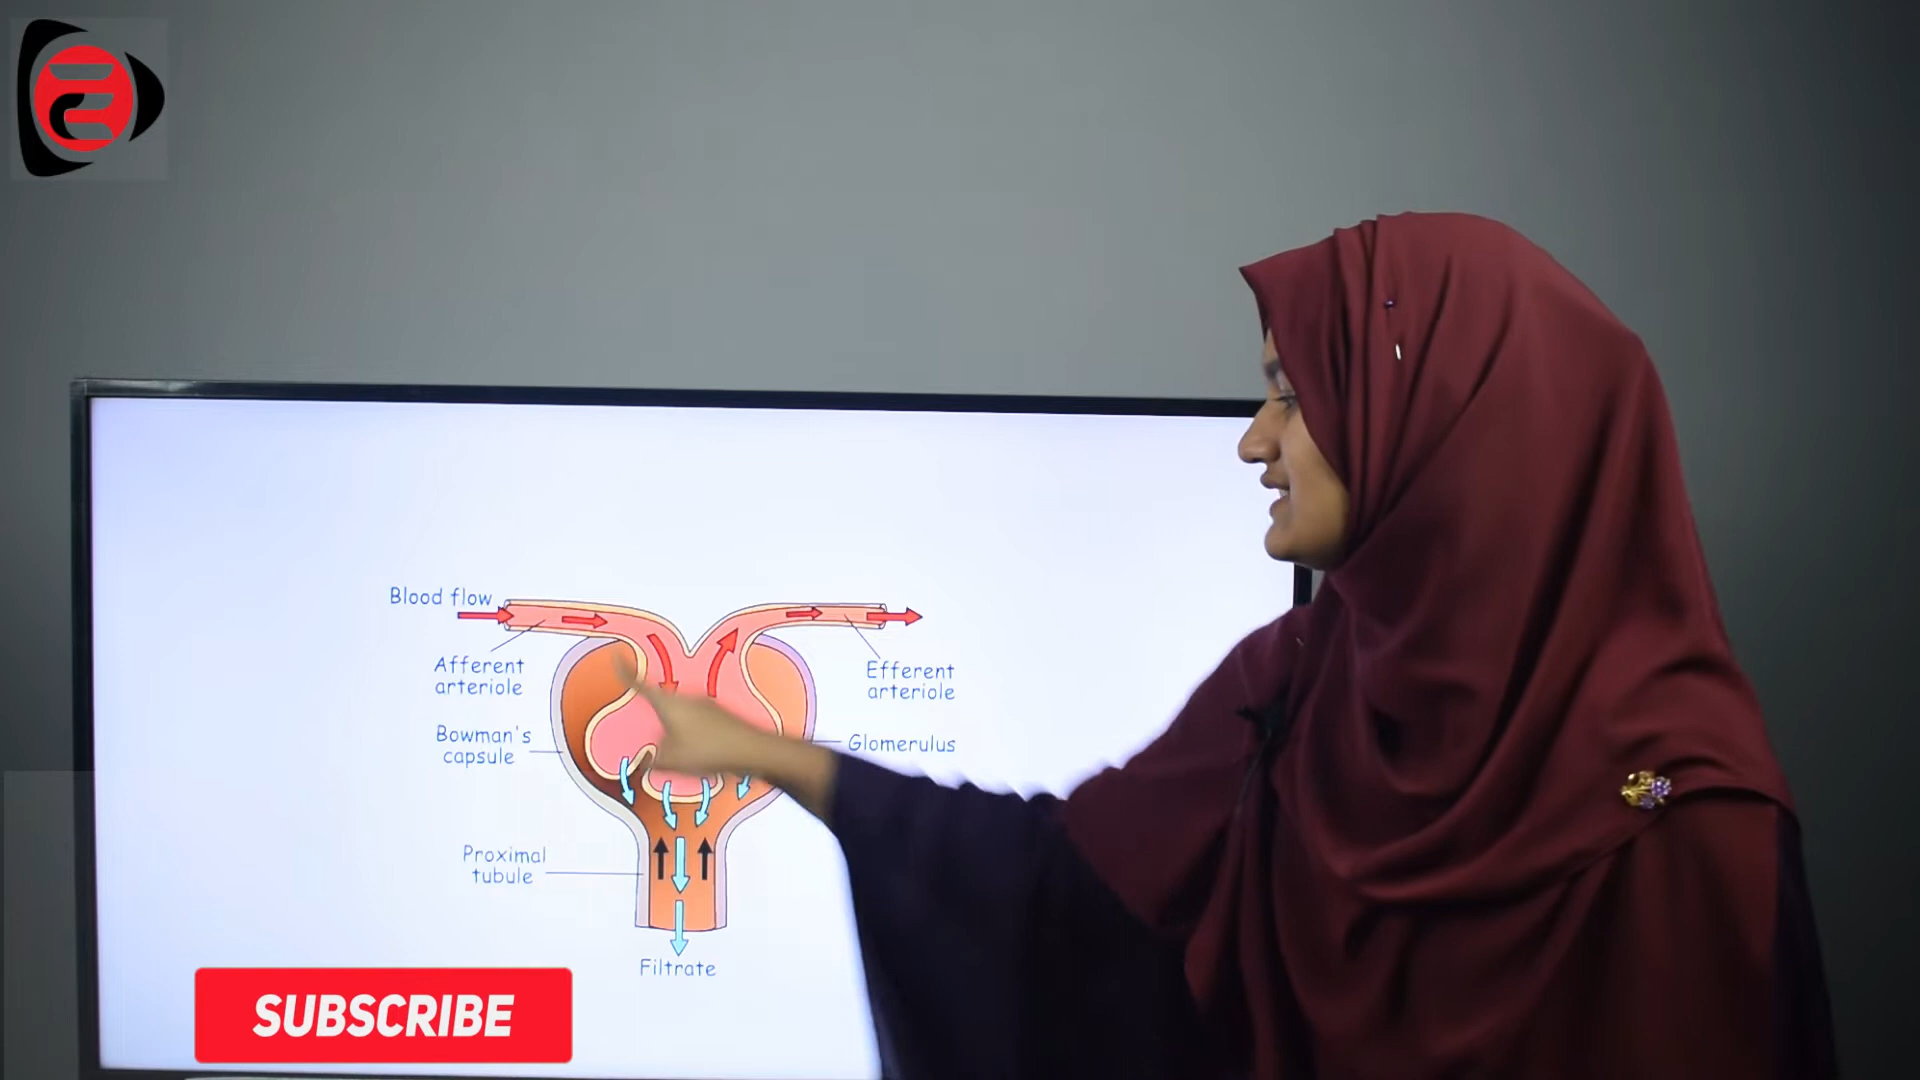 Blood flow
Afferent
arteriole
Efferent
arteriole
Bowman's
capsule
Glomerulus
Proximal
tubule
Filtrate
SUBSCRIBE